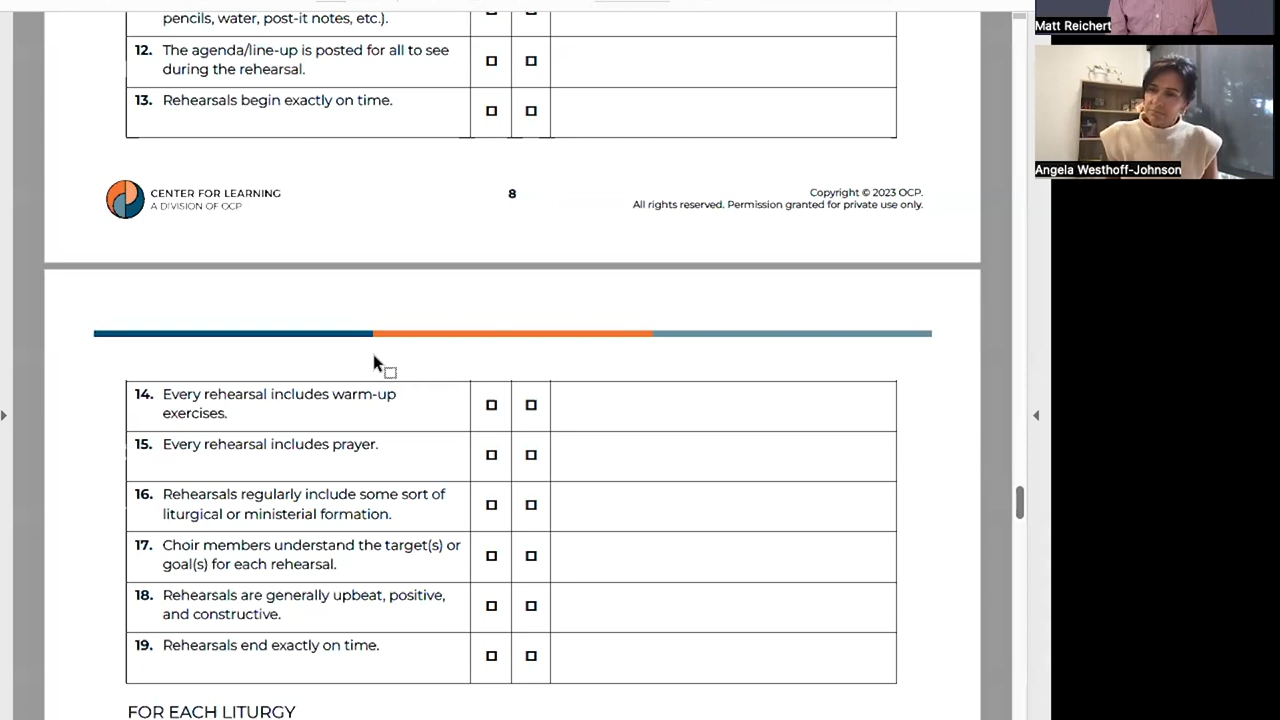 pencils, water, post-it notes, etc.).
12. The agenda/line-up is posted for all to see
during the rehearsal.
13. Rehearsals begin exactly on time.
CENTER FOR LEARNING
A DIVISION OF OCP
8
Copyright © 2023 OCP.
All rights reserved. Permission granted for private use only.
14. Every rehearsal includes warm-up
exercises.
15. Every rehearsal includes prayer.
16. Rehearsals regularly include some sort of
liturgical or ministerial formation.
17. Choir members understand the target(s) or
goal(s) for each rehearsal.
18. Rehearsals are generally upbeat, positive,
and constructive.
19. Rehearsals end exactly on time.
FOR EACH LITURGY
Matt Reichert
Angela Westhoff-Johnson